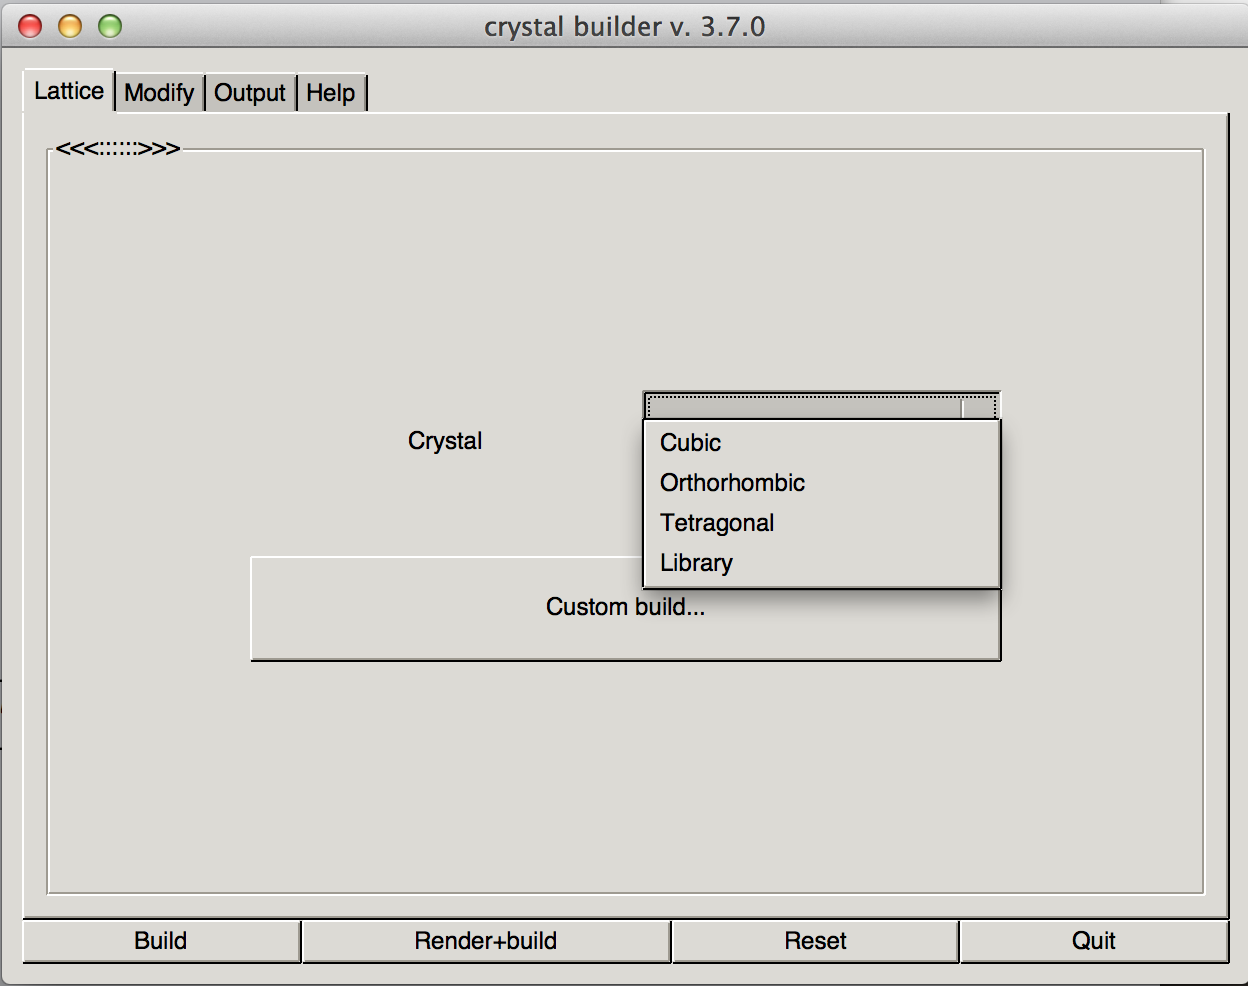 crystal builder v. 3.7.0
Lattice Modify Output Help
<<<::::::>>>
Crystal
Cubic
Orthorhombic
Tetragonal
Library
Custom build...
Build Render+build Reset Quit